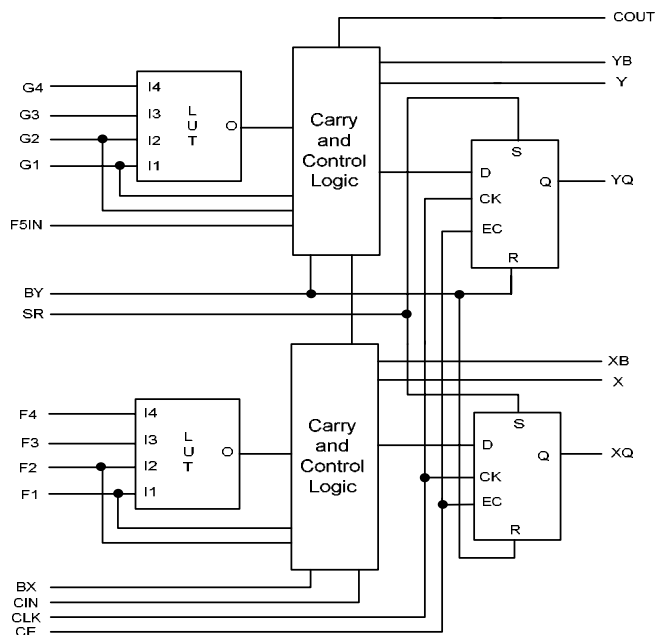 COUT
YB
Y
G4
G3
G2
G1
F5IN
I4
I3
I2
I1
LUT
O
Carry
and
Control
Logic
S
D
CK
EC
Q
R
YQ
BY
SR
XB
X
F4
F3
F2
F1
I4
I3
I2
I1
LUT
O
Carry
and
Control
Logic
S
D
CK
EC
Q
R
XQ
BX
CIN
CLK
CE